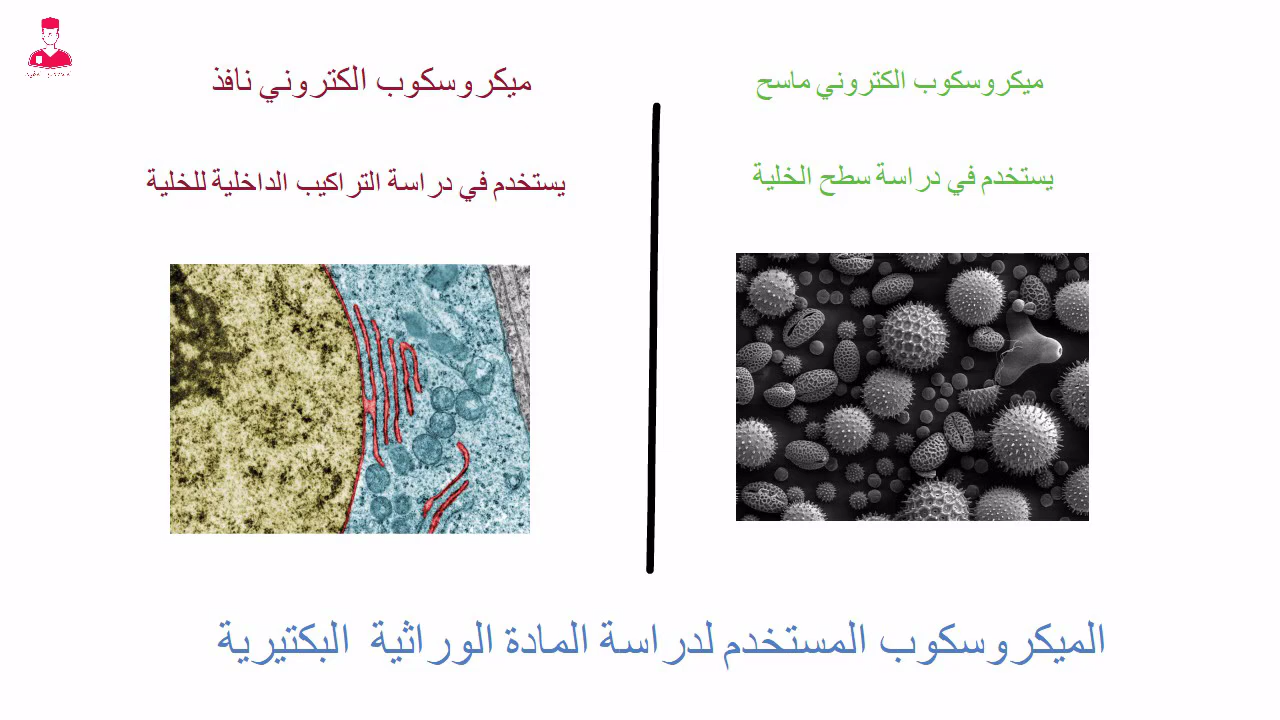 ميكروسكوب الكتروني ماسح
يستخدم في دراسة سطح الخلية
ميكروسكوب الكتروني نافذ
يستخدم في دراسة التراكيب الداخلية للخلية
الميكروسكوب المستخدم لدراسة المادة الوراثية البكتيرية